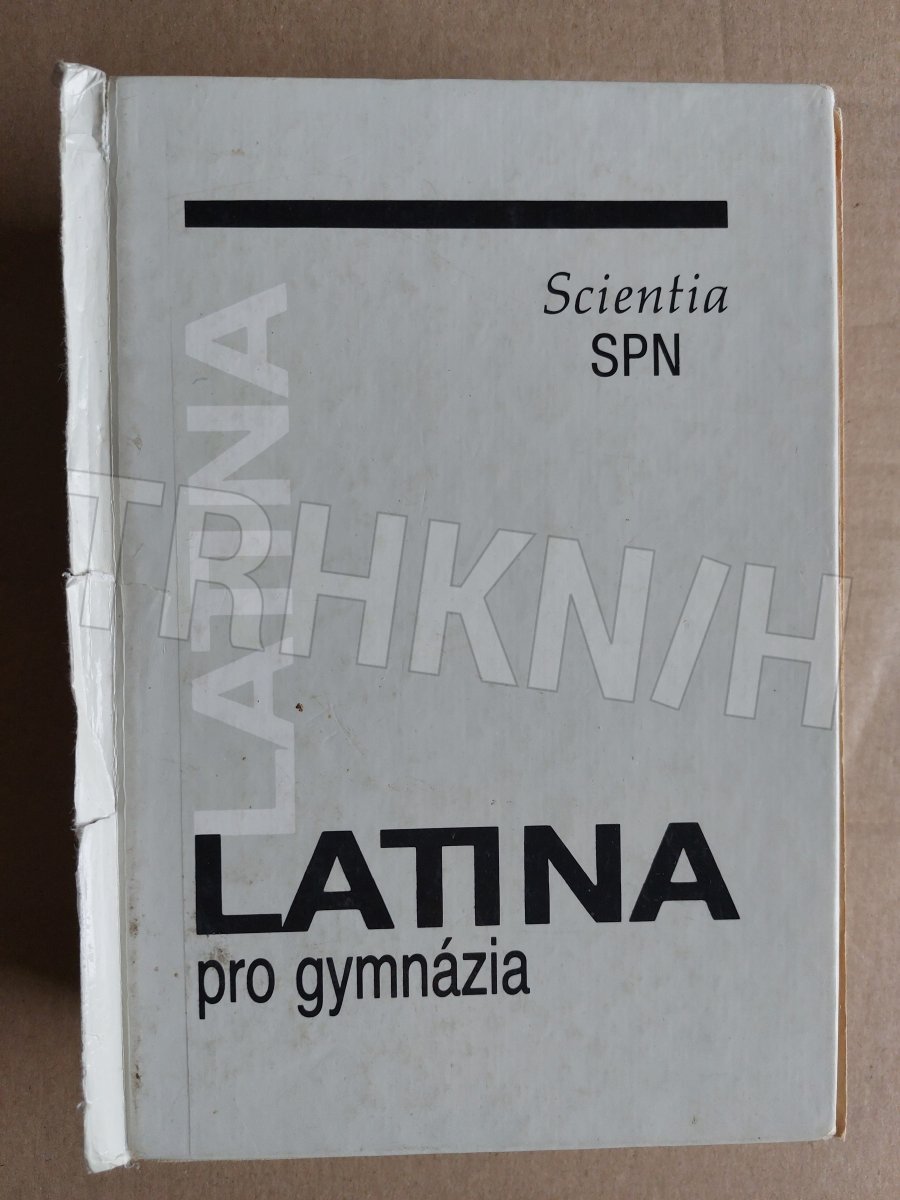 Scientia
SPN
LATINA
TRHKNIH
LATINA
pro gymnázia